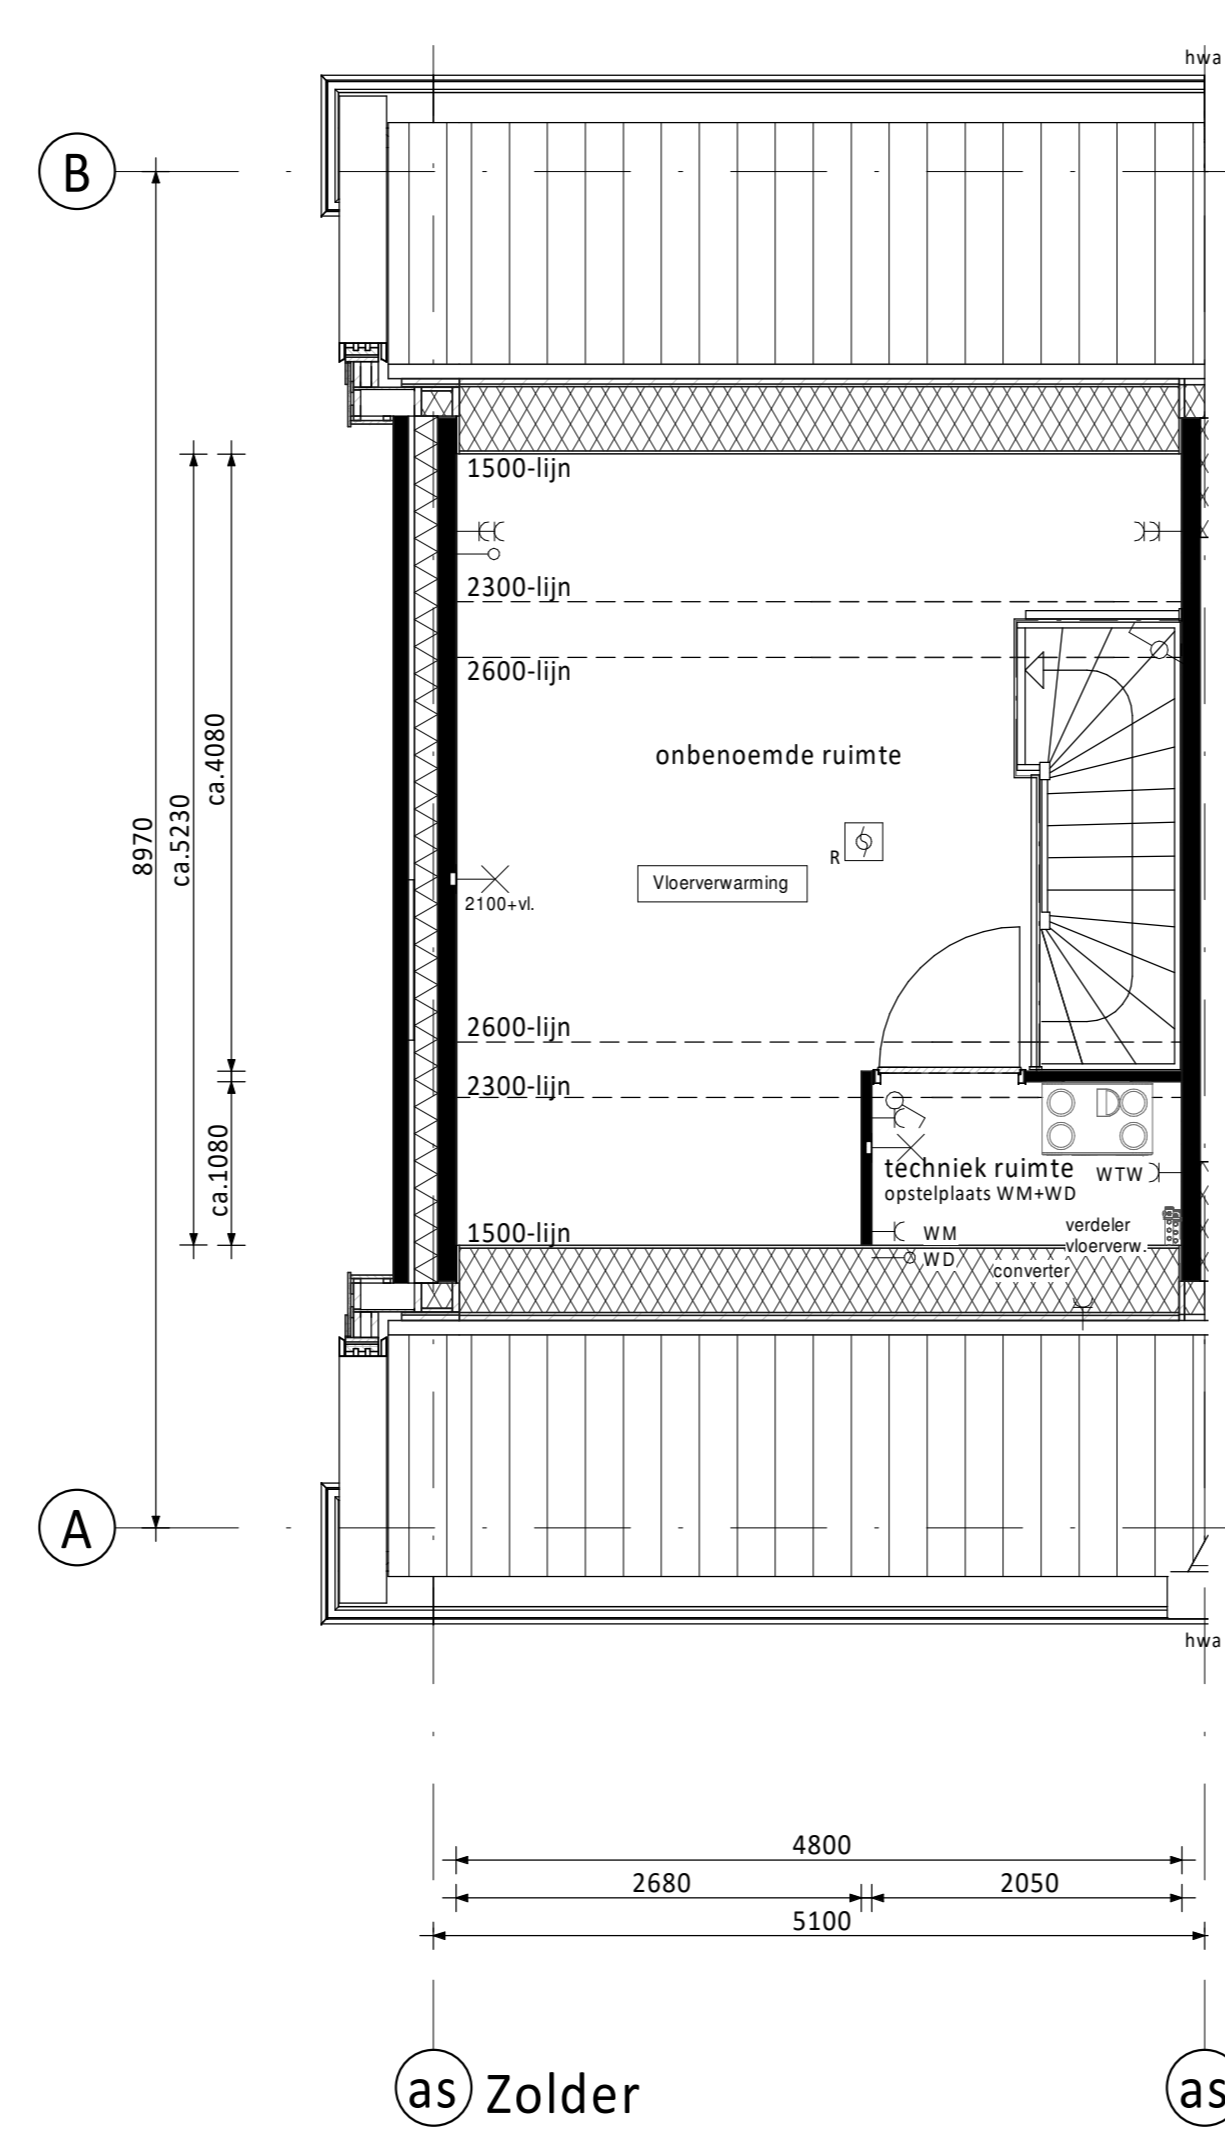 hwa
B
1500-lijn
2300-lijn
2600-lijn
onbenoemde ruimte
ca.4080
ca.5230
8970
R
Vloerverwarming
2100+vl.
2600-lijn
2300-lijn
ca.1080
techniek ruimte
opstelplaats WM+WD
WTW
1500-lijn
WM
WD
verdeler
vloerverw.
converter
A
hwa
4800
2680
2050
5100
as
Zolder
as